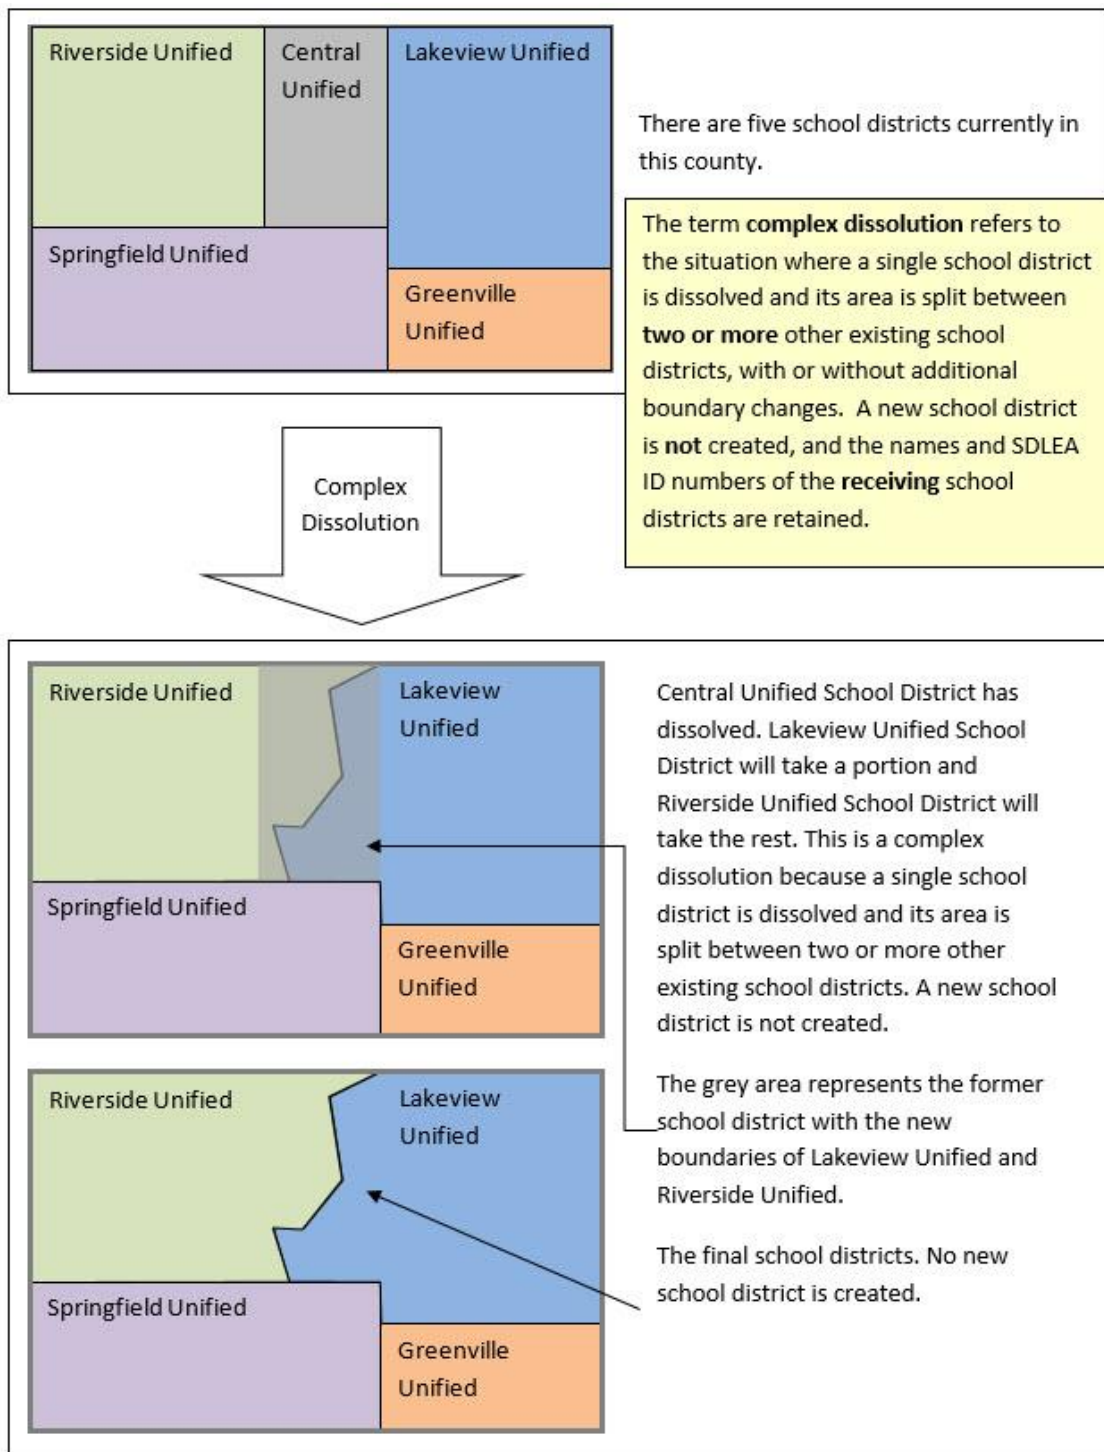 Riverside Unified
Central
Unified
Lakeview Unified
Springfield Unified
Greenville
Unified
There are five school districts currently in
this county.
The term complex dissolution refers to
the situation where a single school district
is dissolved and its area is split between
two or more other existing school
districts, with or without additional
boundary changes.  A new school district
is not created, and the names and SDLEA
ID numbers of the receiving school
districts are retained.
Complex
Dissolution
Riverside Unified
Lakeview
Unified
Springfield Unified
Greenville
Unified
Central Unified School District has
dissolved. Lakeview Unified School
District will take a portion and
Riverside Unified School District will
take the rest. This is a complex
dissolution because a single school
district is dissolved and its area is
split between two or more other
existing school districts. A new school
district is not created.
The grey area represents the former
school district with the new
boundaries of Lakeview Unified and
Riverside Unified.
Riverside Unified
Lakeview
Unified
Springfield Unified
Greenville
Unified
The final school districts. No new
school district is created.